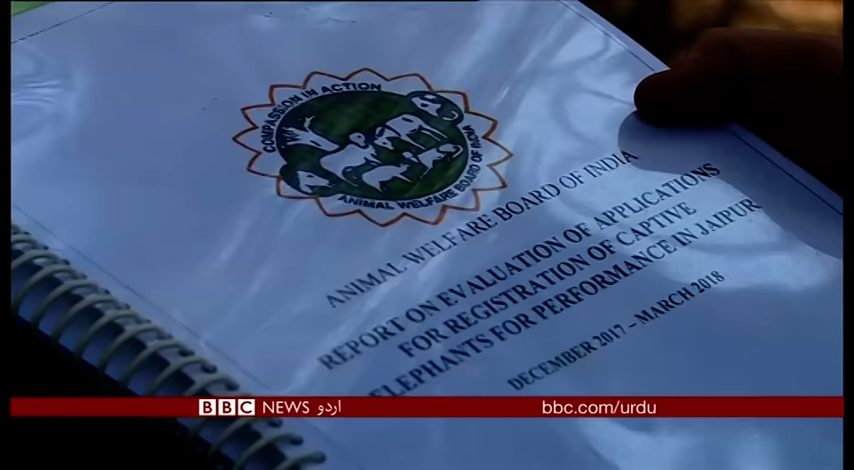 COMPASSION IN ACTION
ANIMAL WELFARE BOARD OF INDIA
ANIMAL WELFARE BOARD OF INDIA
REPORT ON EVALUATION OF APPLICATIONS
FOR REGISTRATION OF CAPTIVE
ELEPHANTS FOR PERFORMANCE IN JAIPUR
DECEMBER 2017 – MARCH 2018
BBC NEWS اردو
bbc.com/urdu